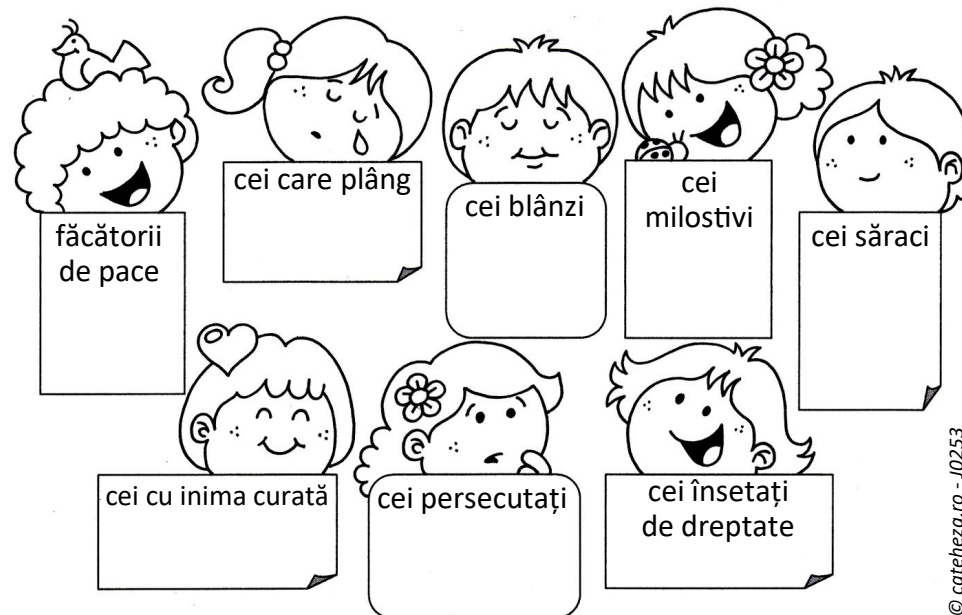 făcătorii
de pace
cei care plâng
cei blânzi
cei
milostivi
cei săraci
cei cu inima curată
cei persecutați
cei însetați
de dreptate
© cateheza.ro - J0253